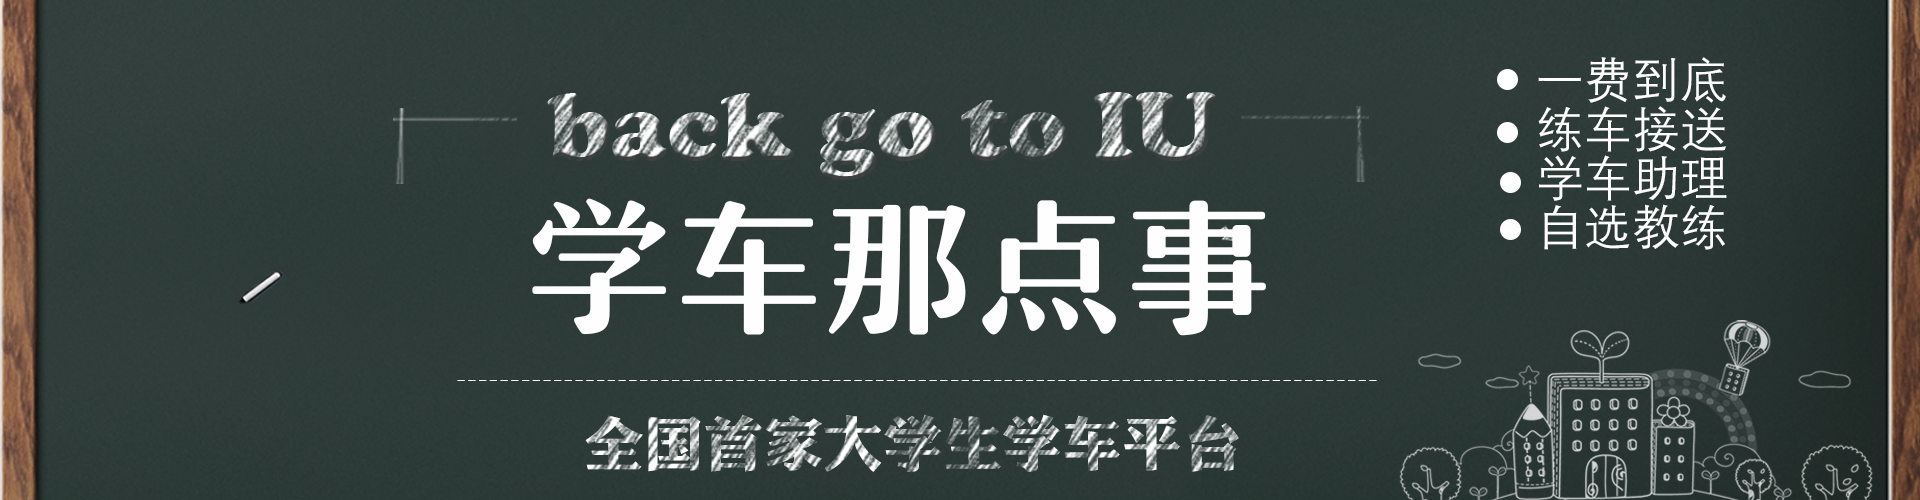 back go to IU
学车那点事
全国首家大学生学车平台
一费到底
练车接送
学车助理
自选教练